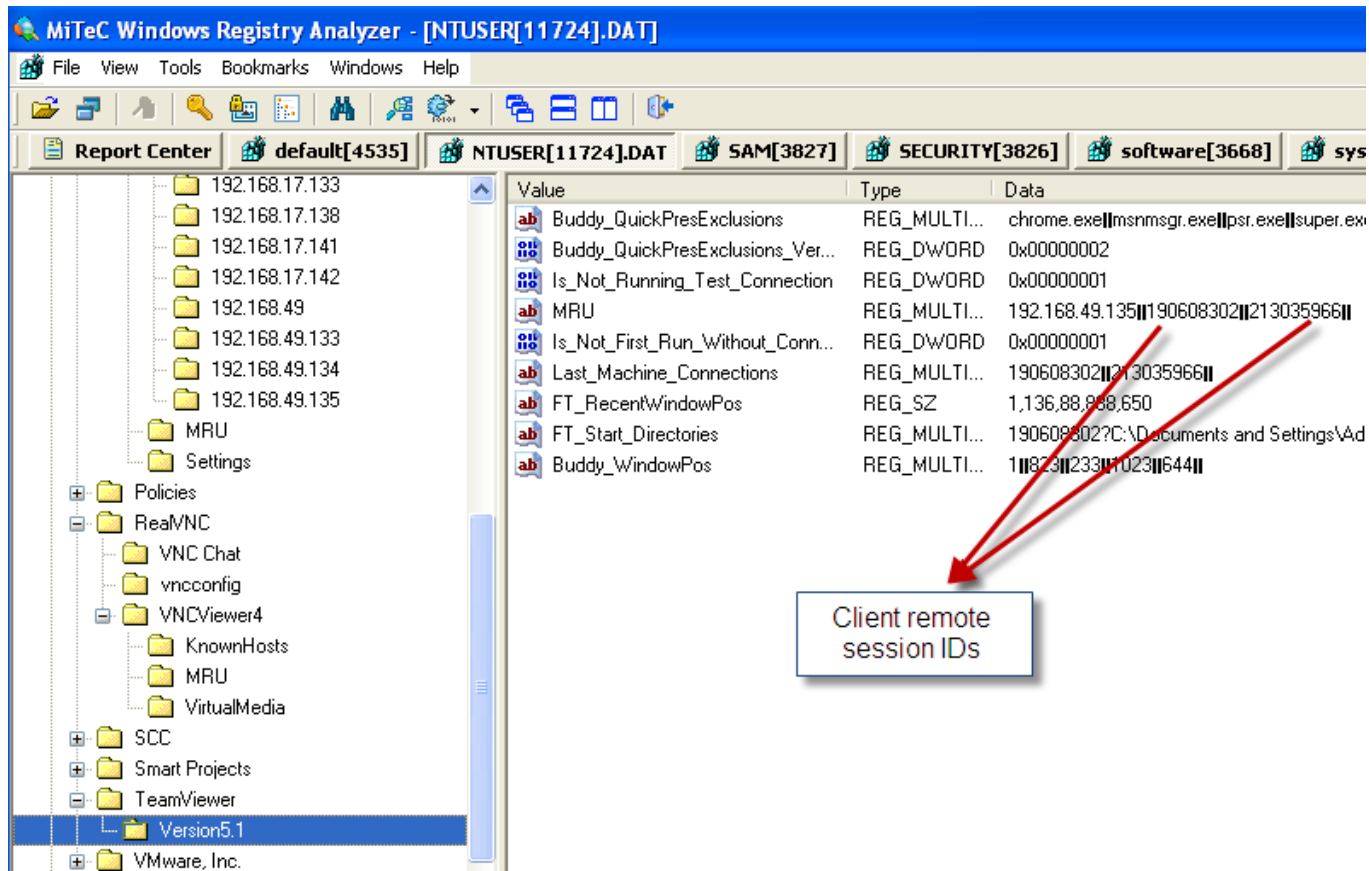 MiTeC Windows Registry Analyzer - [NTUSER[11724].DAT]
File View Tools Bookmarks Windows Help
Report Center default[4535] NTUSER[11724].DAT SAM[3827] SECURITY[3826] software[3668] sys
192.168.17.133
192.168.17.138
192.168.17.141
192.168.17.142
192.168.49
192.168.49.133
192.168.49.134
192.168.49.135
MRU
Settings
Policies
RealVNC
VNC Chat
vncconfig
VNCViewer4
KnownHosts
MRU
VirtualMedia
SCC
Smart Projects
TeamViewer
Version5.1
VMware, Inc.
Value Type Data
Buddy_QuickPresExclusions REG_MULTI... chrome.exe||msnmsgr.exe||psr.exe||super.exe
Buddy_QuickPresExclusions_Ver... REG_DWORD 0x00000002
Is_Not_Running_Test_Connection REG_DWORD 0x00000001
MRU REG_MULTI... 192.168.49.135||190608302||213035966||
Is_Not_First_Run_Without_Conn... REG_DWORD 0x00000001
Last_Machine_Connections REG_MULTI... 190608302||213035966||
FT_RecentWindowPos REG_SZ 1,136,88,888,650
FT_Start_Directories REG_MULTI... 190608302?C:\Documents and Settings\Ad
Buddy_WindowPos REG_MULTI... 1||823||233||1023||644||
Client remote
session IDs